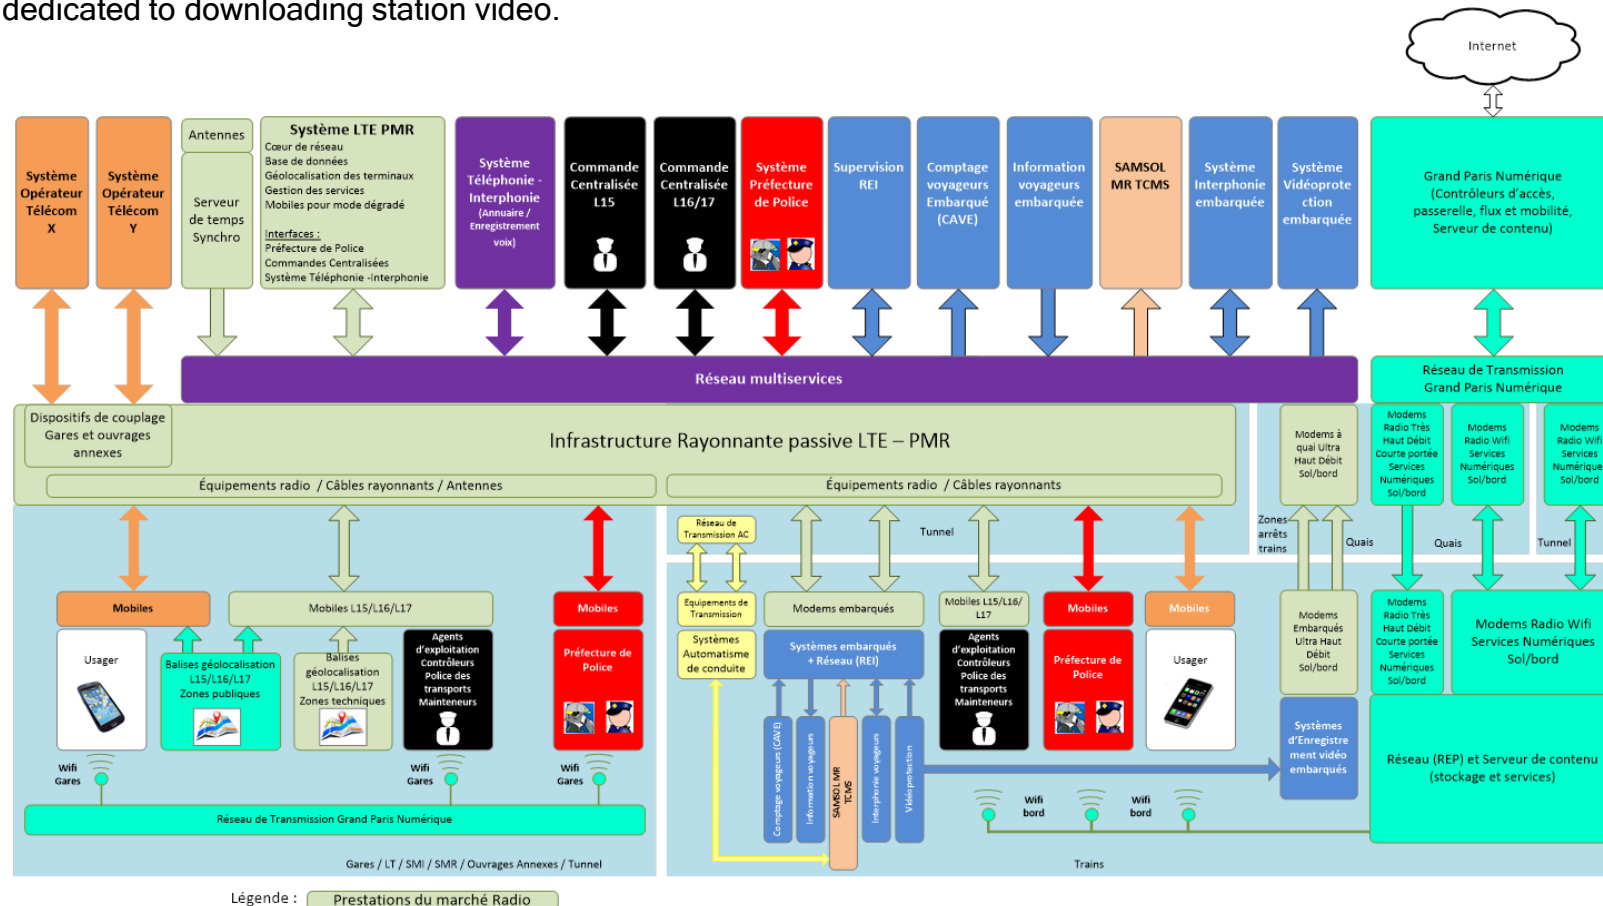 dedicated to downloading station video.
Internet
Système
Opérateur
Télécom
X
Système
Opérateur
Télécom
Y
Antennes
Serveur
de temps
Synchro
Système LTE PMR
Cœur de réseau
Base de données
Géolocalisation des terminaux
Gestion des services
Mobiles pour mode dégradé
Interfaces :
Préfecture de Police
Commandes Centralisées
Système Téléphonie -Interphonie
Système
Téléphonie -
Interphonie
(Annuaire /
Enregistrement
voix)
Commande
Centralisée
L15
Commande
Centralisée
L16/17
Système
Préfecture
de Police
Supervision
REI
Comptage
voyageurs
Embarqué
(CAVE)
Information
voyageurs
embarquée
SAMSOL
MR TCMS
Système
Interphonie
embarquée
Système
Vidéoprote
ction
embarquée
Grand Paris Numérique
(Contrôleurs d'accès,
passerelle, flux et mobilité,
Serveur de contenu)
Réseau multiservices
Réseau de Transmission
Grand Paris Numérique
Dispositifs de couplage
Gares et ouvrages
annexes
Infrastructure Rayonnante passive LTE – PMR
Équipements radio / Câbles rayonnants / Antennes
Équipements radio / Câbles rayonnants
Modems à
quai Ultra
Haut Débit
Sol/bord
Modems
Radio Très
Haut Débit
Courte portée
Services
Numériques
Sol/bord
Modems
Radio Wifi
Services
Numériques
Sol/bord
Modems
Radio Wifi
Services
Numérique
Sol/bord
Réseau de
Transmission AC
Tunnel
Zones
arrêts
trains
Quais
Quais
Tunnel
Mobiles
Mobiles L15/L16/L17
Mobiles
Equipements de
Transmission
Modems embarqués
Mobiles L15/L16/
L17
Mobiles
Mobiles
Modems
Embarqués
Ultra Haut
Débit
Sol/bord
Modems
Radio Très
Haut Débit
Courte portée
Services
Numériques
Sol/bord
Modems Radio Wifi
Services Numériques
Sol/bord
Usager
Balises géolocalisation
L15/L16/L17
Zones publiques
Balises
géolocalisation
L15/L16/L17
Zones techniques
Agents
d'exploitation
Contrôleurs
Police des
transports
Mainteneurs
Préfecture de
Police
Systèmes
Automatisme
de conduite
Systèmes embarqués
+ Réseau (REI)
Agents
d'exploitation
Contrôleurs
Police des
transports
Mainteneurs
Préfecture de
Police
Usager
Comptage voyageurs (CAVE)
Information voyageurs
SAMSOL MR
TCMS
Interphonie voyageurs
Vidéoprotection
Systèmes
d'Enregistre
ment vidéo
embarqués
Réseau (REP) et Serveur de contenu
(stockage et services)
Wifi
Gares
Wifi
Gares
Wifi
Gares
Wifi
bord
Wifi
bord
Réseau de Transmission Grand Paris Numérique
Gares / LT / SMI / SMR / Ouvrages Annexes / Tunnel
Trains
Légende :
Prestations du marché Radio